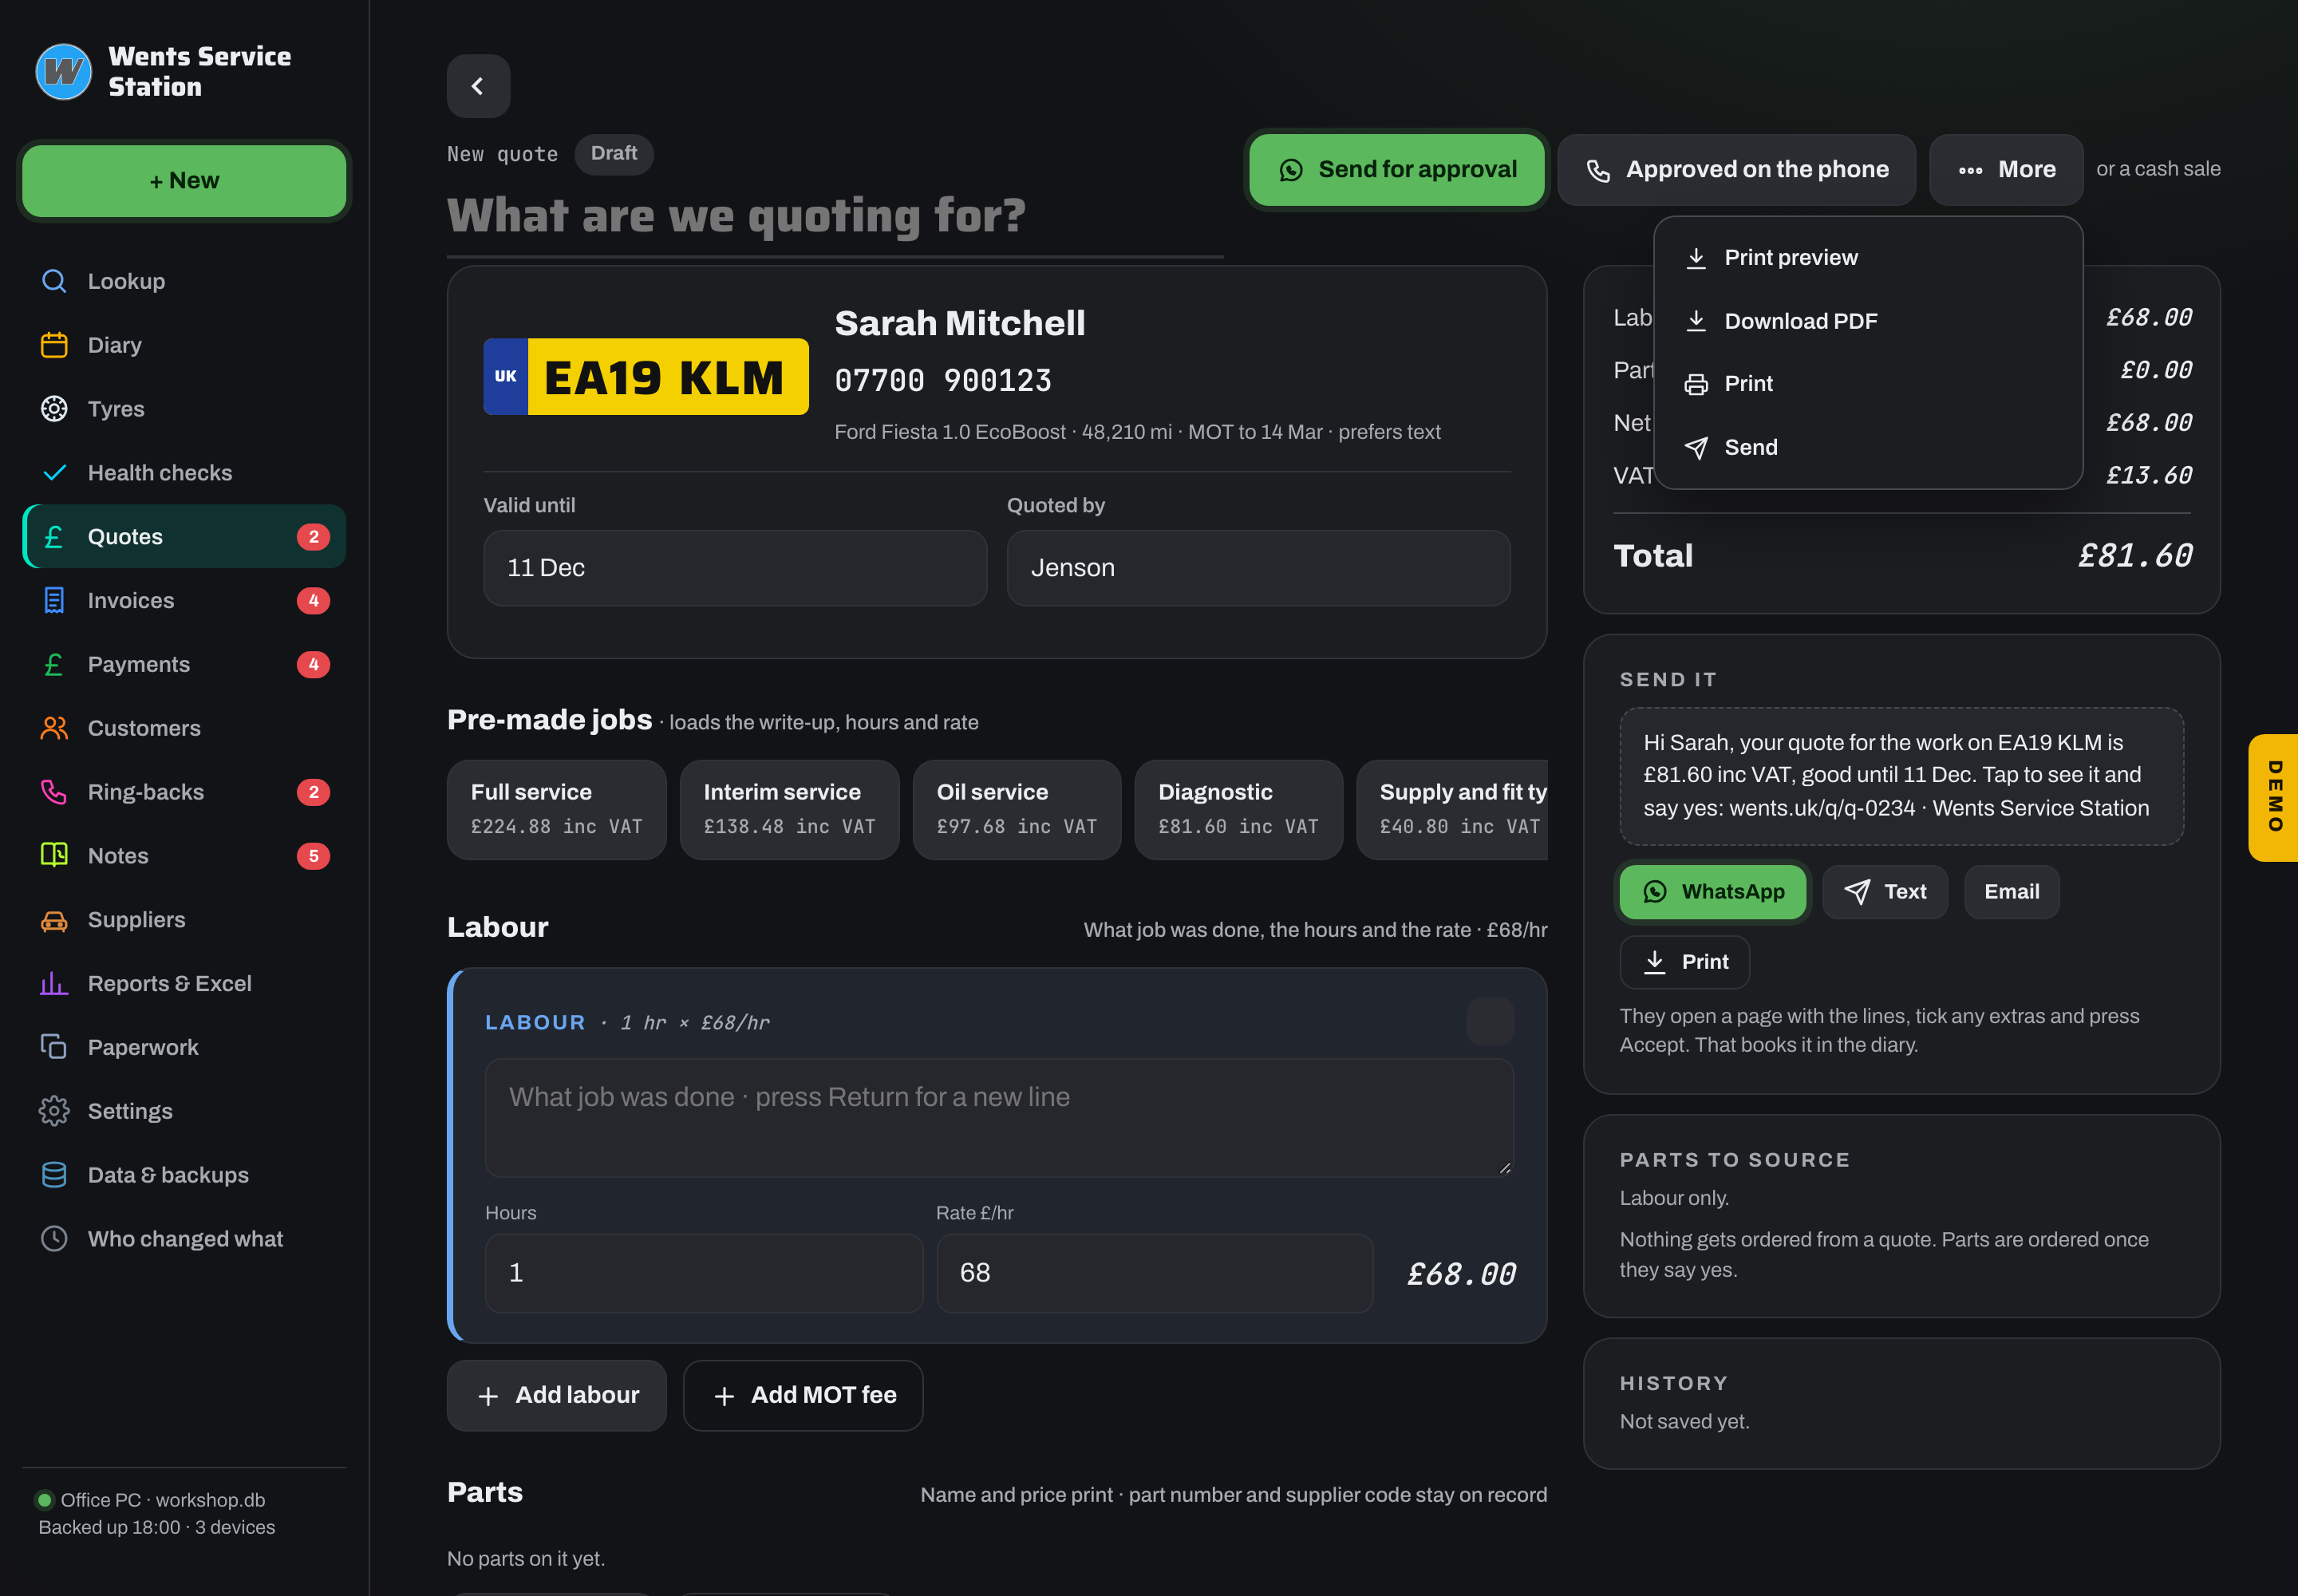 Wents Service
Station
+ New
Lookup
Diary
Tyres
Health checks
Quotes 2
Invoices 4
Payments 4
Customers
Ring-backs 2
Notes 5
Suppliers
Reports & Excel
Paperwork
Settings
Data & backups
Who changed what
Office PC · workshop.db
Backed up 18:00 · 3 devices
New quote Draft
What are we quoting for?
Send for approval
Approved on the phone
More
or a cash sale
Print preview
Download PDF
Print
Send
UK EA19 KLM
Sarah Mitchell
07700 900123
Ford Fiesta 1.0 EcoBoost · 48,210 mi · MOT to 14 Mar · prefers text
Valid until
11 Dec
Quoted by
Jenson
Pre-made jobs · loads the write-up, hours and rate
Full service
£224.88 inc VAT
Interim service
£138.48 inc VAT
Oil service
£97.68 inc VAT
Diagnostic
£81.60 inc VAT
Supply and fit ty
£40.80 inc VAT
Labour
What job was done, the hours and the rate · £68/hr
LABOUR · 1 hr × £68/hr
What job was done · press Return for a new line
Hours
1
Rate £/hr
68
£68.00
Add labour
Add MOT fee
Parts
Name and price print · part number and supplier code stay on record
No parts on it yet.
Lab £68.00
Part £0.00
Net £68.00
VAT £13.60
Total £81.60
SEND IT
Hi Sarah, your quote for the work on EA19 KLM is
£81.60 inc VAT, good until 11 Dec. Tap to see it and
say yes: wents.uk/q/q-0234 · Wents Service Station
WhatsApp
Text
Email
Print
They open a page with the lines, tick any extras and press
Accept. That books it in the diary.
PARTS TO SOURCE
Labour only.
Nothing gets ordered from a quote. Parts are ordered once
they say yes.
HISTORY
Not saved yet.
DEMO